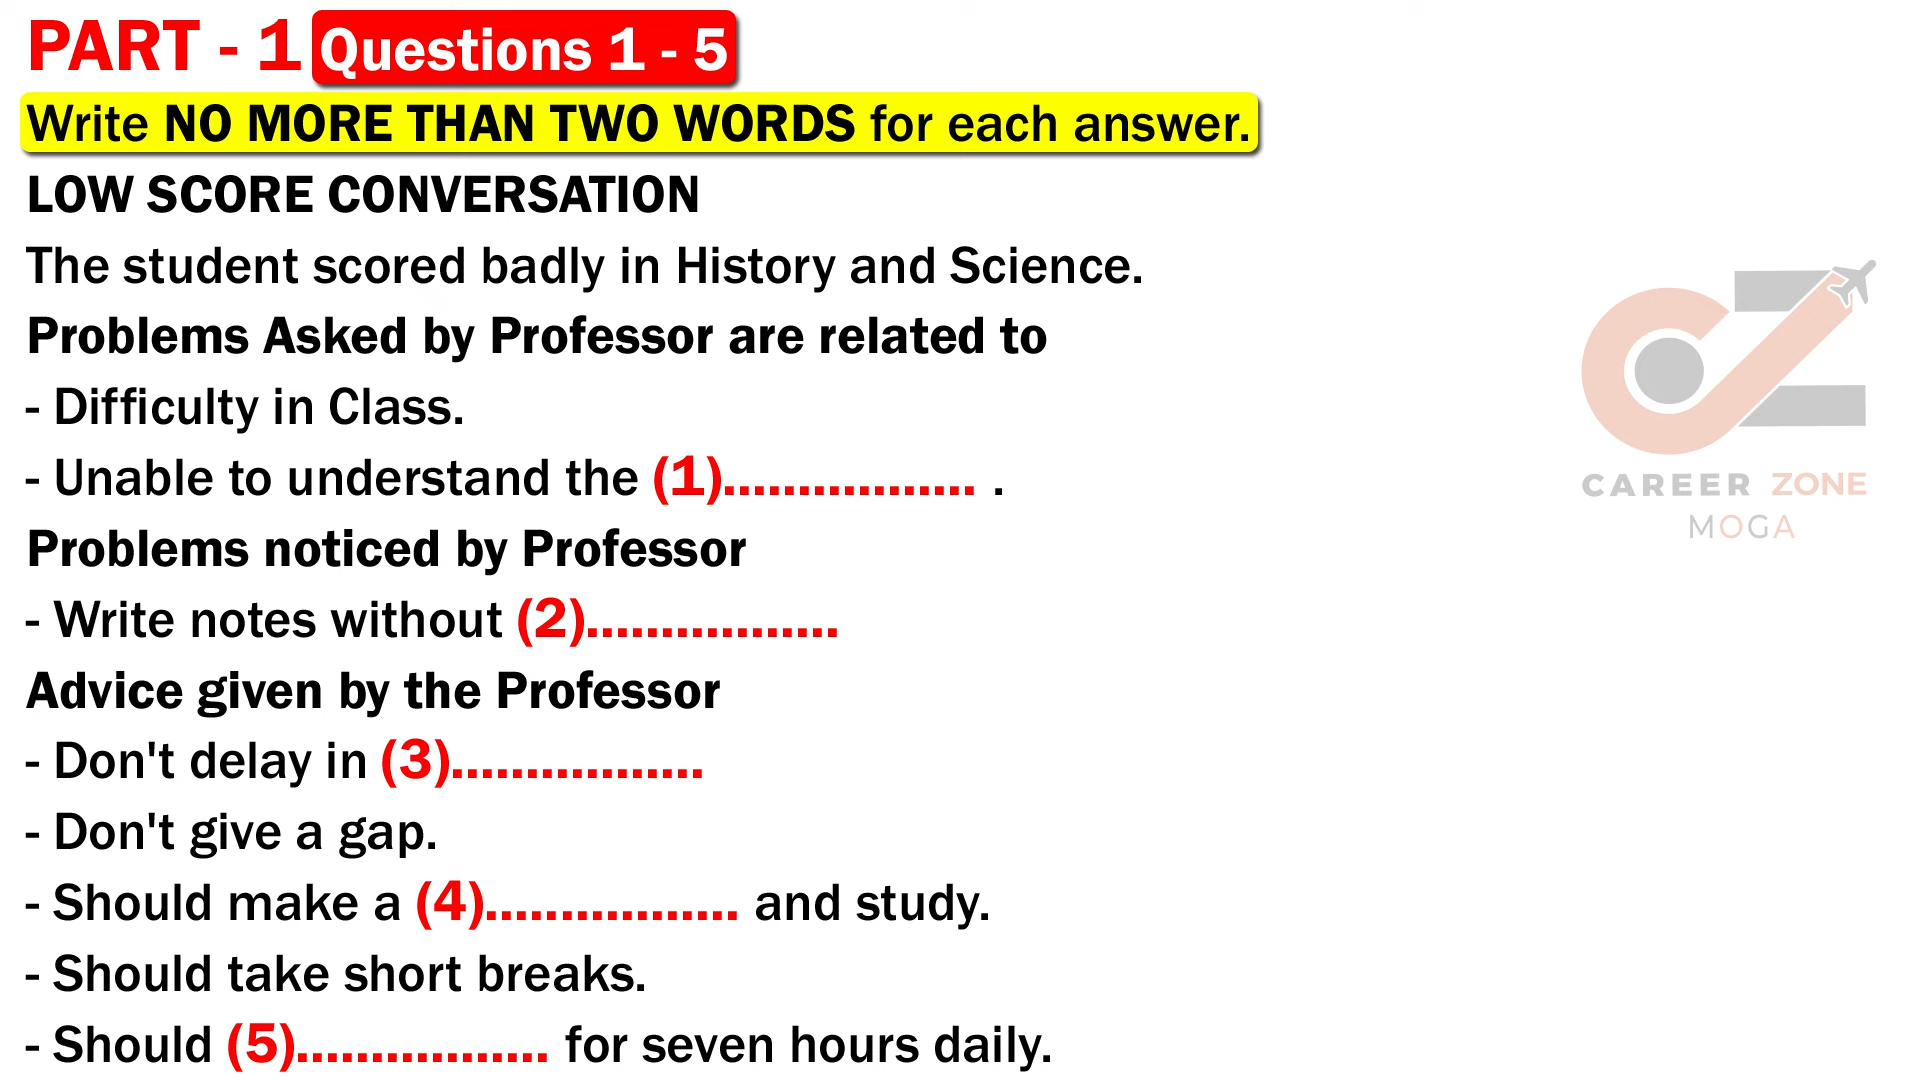 PART - 1 Questions 1 - 5
Write NO MORE THAN TWO WORDS for each answer.
LOW SCORE CONVERSATION
The student scored badly in History and Science.
Problems Asked by Professor are related to
- Difficulty in Class.
- Unable to understand the (1)................. .
Problems noticed by Professor
- Write notes without (2).................
Advice given by the Professor
- Don't delay in (3).................
- Don't give a gap.
- Should make a (4)................. and study.
- Should take short breaks.
- Should (5)................. for seven hours daily.
CZ
CAREER ZONE
MOGA